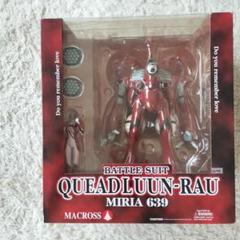 Do you remember love
Do you remember love
BATTLE SUIT
QUEADLUUN-RAU
MIRIA 639
MACROSS